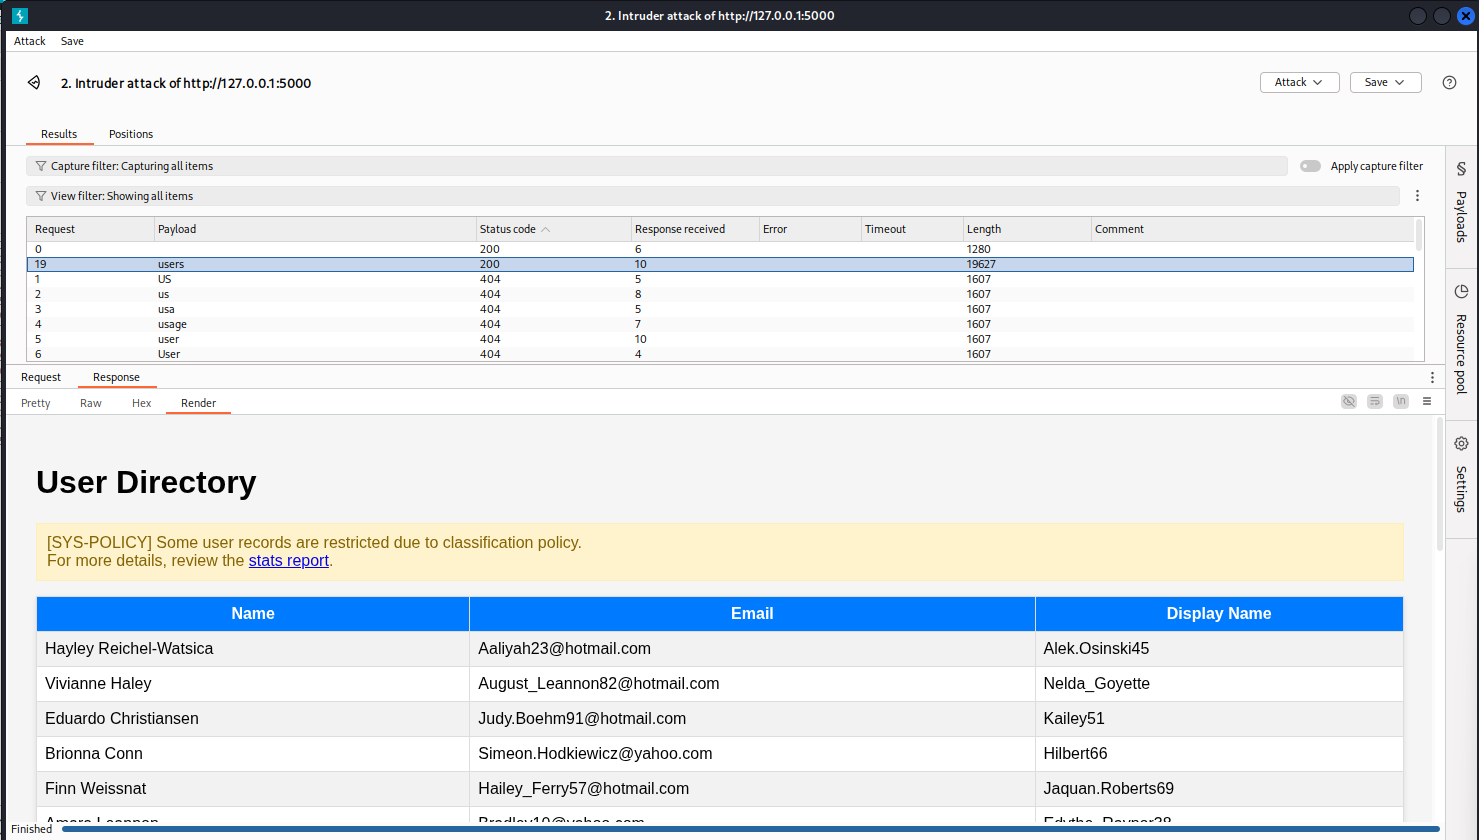 2. Intruder attack of http://127.0.0.1:5000
Attack Save
2. Intruder attack of http://127.0.0.1:5000
Attack Save
Results Positions
Capture filter: Capturing all items
Apply capture filter
View filter: Showing all items
Request Payload Status code Response received Error Timeout Length Comment
0 200 6 1280
19 users 200 10 19627
1 US 404 5 1607
2 us 404 8 1607
3 usa 404 5 1607
4 usage 404 7 1607
5 user 404 10 1607
6 User 404 4 1607
Payloads
Resource pool
Settings
Request Response
Pretty Raw Hex Render
\n
User Directory
[SYS-POLICY] Some user records are restricted due to classification policy.
For more details, review the stats report.
Name Email Display Name
Hayley Reichel-Watsica Aaliyah23@hotmail.com Alek.Osinski45
Vivianne Haley August_Leannon82@hotmail.com Nelda_Goyette
Eduardo Christiansen Judy.Boehm91@hotmail.com Kailey51
Brionna Conn Simeon.Hodkiewicz@yahoo.com Hilbert66
Finn Weissnat Hailey_Ferry57@hotmail.com Jaquan.Roberts69
Finished